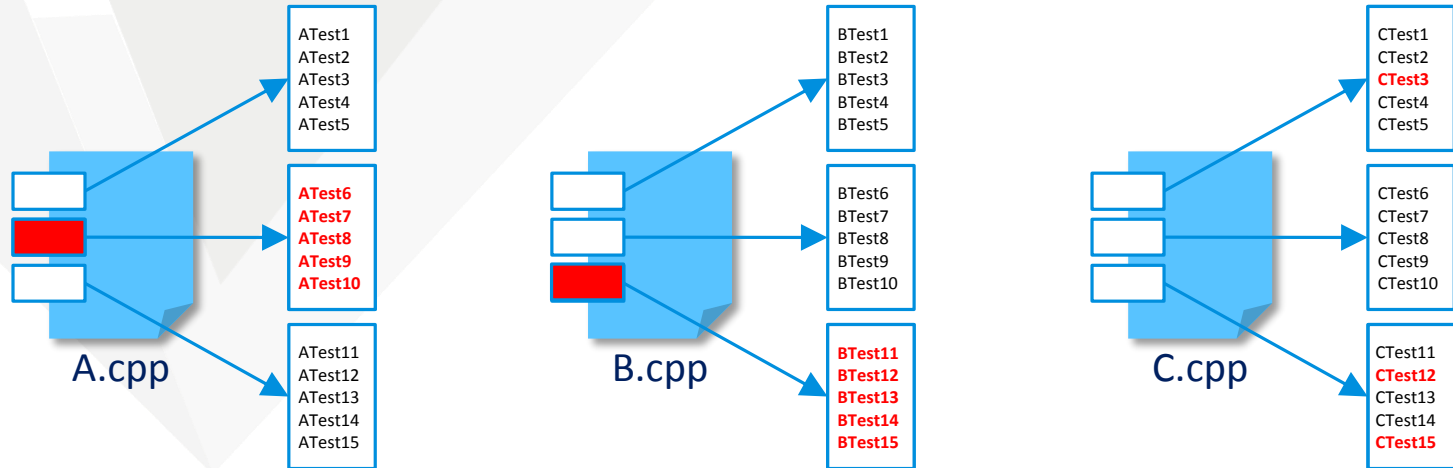 ATest1
ATest2
ATest3
ATest4
ATest5
ATest6
ATest7
ATest8
ATest9
ATest10
ATest11
ATest12
ATest13
ATest14
ATest15
A.cpp
BTest1
BTest2
BTest3
BTest4
BTest5
BTest6
BTest7
BTest8
BTest9
BTest10
BTest11
BTest12
BTest13
BTest14
BTest15
B.cpp
CTest1
CTest2
CTest3
CTest4
CTest5
CTest6
CTest7
CTest8
CTest9
CTest10
CTest11
CTest12
CTest13
CTest14
CTest15
C.cpp